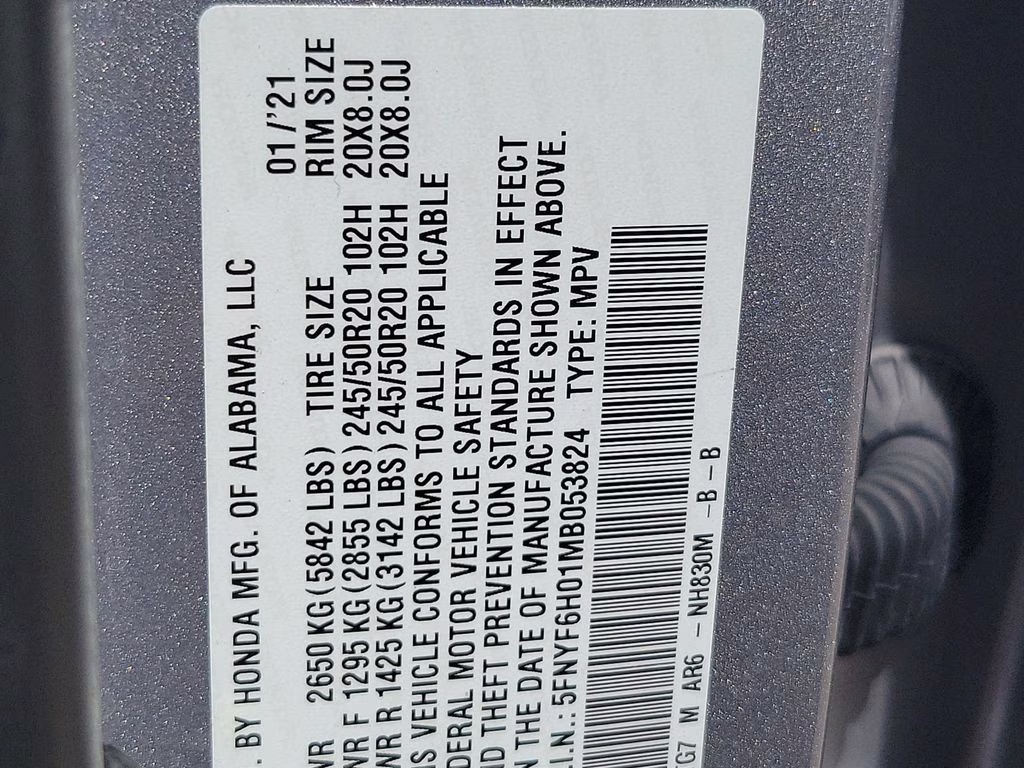 . BY HONDA MFG. OF ALABAMA, LLC 01/'21
WR 2650 KG (5842 LBS) TIRE SIZE RIM SIZE
WR F 1295 KG (2855 LBS) 245/50R20 102H 20X8.0J
WR R 1425 KG (3142 LBS) 245/50R20 102H 20X8.0J
IS VEHICLE CONFORMS TO ALL APPLICABLE
DERAL MOTOR VEHICLE SAFETY
ND THEFT PREVENTION STANDARDS IN EFFECT
N THE DATE OF MANUFACTURE SHOWN ABOVE.
.I.N.: 5FNYF6H01MB053824 TYPE: MPV
TG7 M AR6 - NH830M -B -B